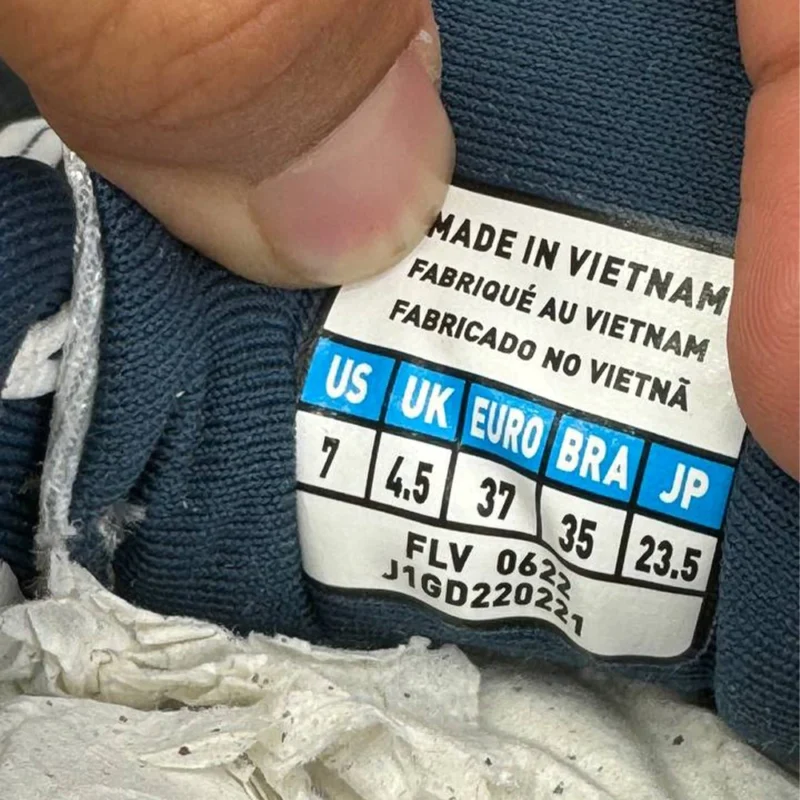 MADE IN VIETNAM
FABRIQUÉ AU VIETNAM
FABRICADO NO VIETNÃ
US UK EURO BRA JP
7 4.5 37 35 23.5
FLV 0622
J1GD220221